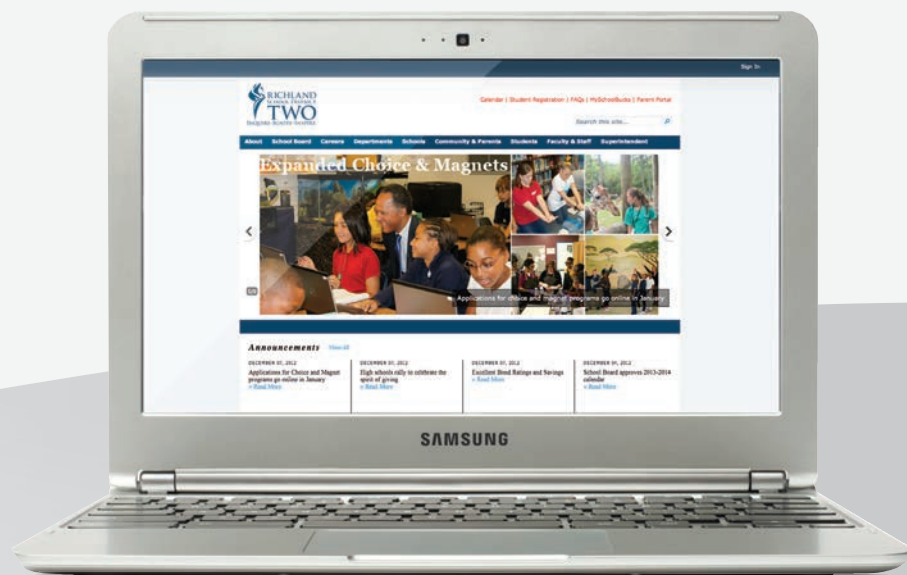 Sign In
RICHLAND
SCHOOL DISTRICT
TWO
Calendar | Student Registration | FAQs | MySchoolBucks | Parent Portal
Search this site...
About School Board Careers Departments Schools Community & Parents Students Faculty & Staff Superintendent
Expanded Choice & Magnets
Applications for choice and magnet programs go online in January
Announcements View All
DECEMBER 07, 2012
Applications for Choice and Magnet
programs go online in January
» Read More
DECEMBER 07, 2012
High schools rally to celebrate the
spirit of giving
» Read More
DECEMBER 07, 2012
Excellent Bond Ratings and Savings
» Read More
School Board approves 2013-2014
calendar
» Read More
SAMSUNG